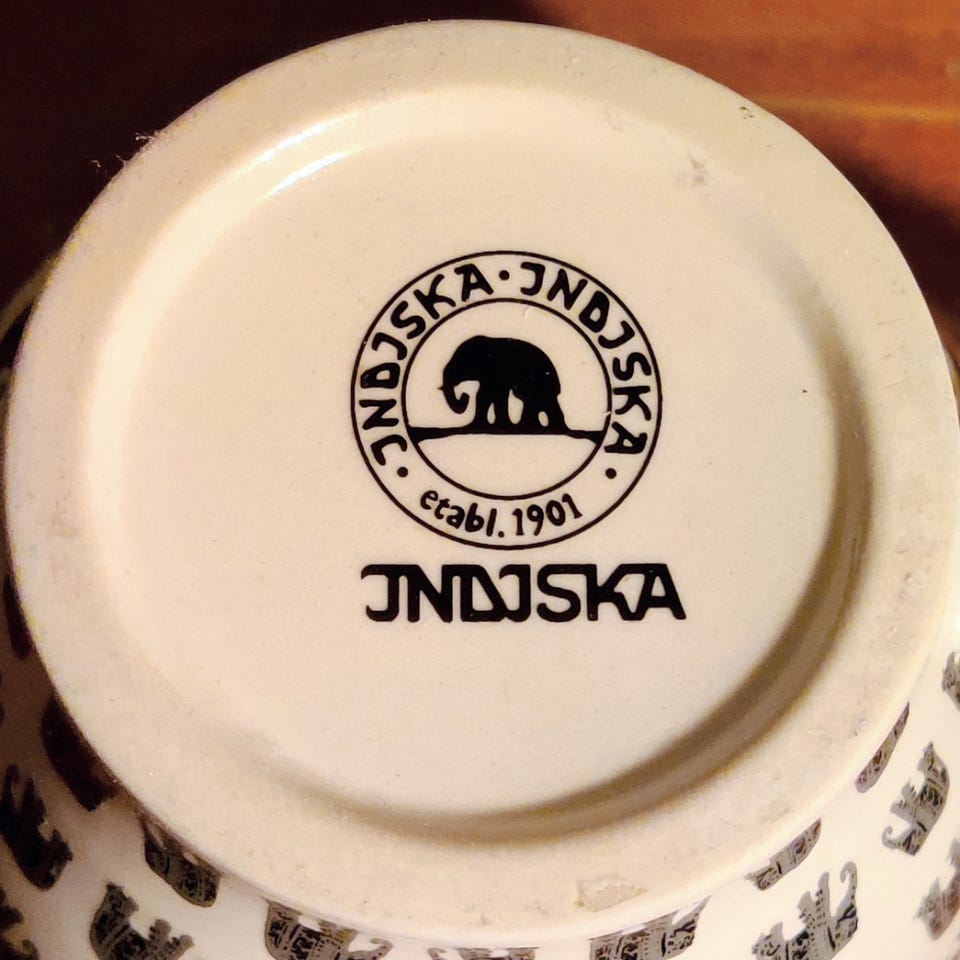 JNDJSKA · JNDJSKA ·
· etabl. 1901
JNDJSKA